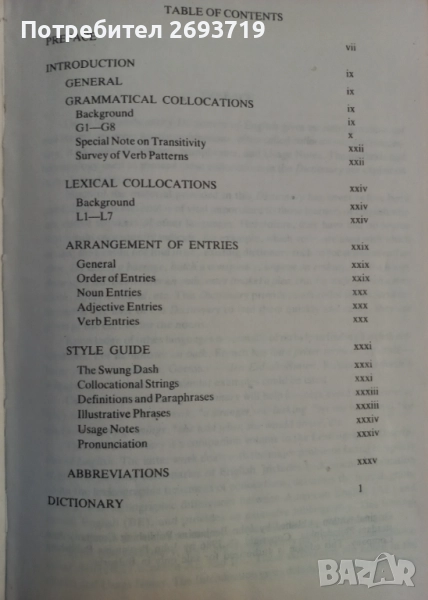 Потребител 2693719
TABLE OF CONTENTS
PREFACE vii
INTRODUCTION ix
GENERAL ix
GRAMMATICAL COLLOCATIONS ix
Background ix
G1—G8 x
Special Note on Transitivity xxii
Survey of Verb Patterns xxii
LEXICAL COLLOCATIONS xxiv
Background xxiv
L1—L7 xxiv
ARRANGEMENT OF ENTRIES xxix
General xxix
Order of Entries xxix
Noun Entries xxx
Adjective Entries xxx
Verb Entries xxx
STYLE GUIDE xxxi
The Swung Dash xxxi
Collocational Strings xxxi
Definitions and Paraphrases xxxiii
Illustrative Phrases xxxiii
Usage Notes xxxiv
Pronunciation xxxiv
ABBREVIATIONS xxxv
DICTIONARY 1
BAZAR